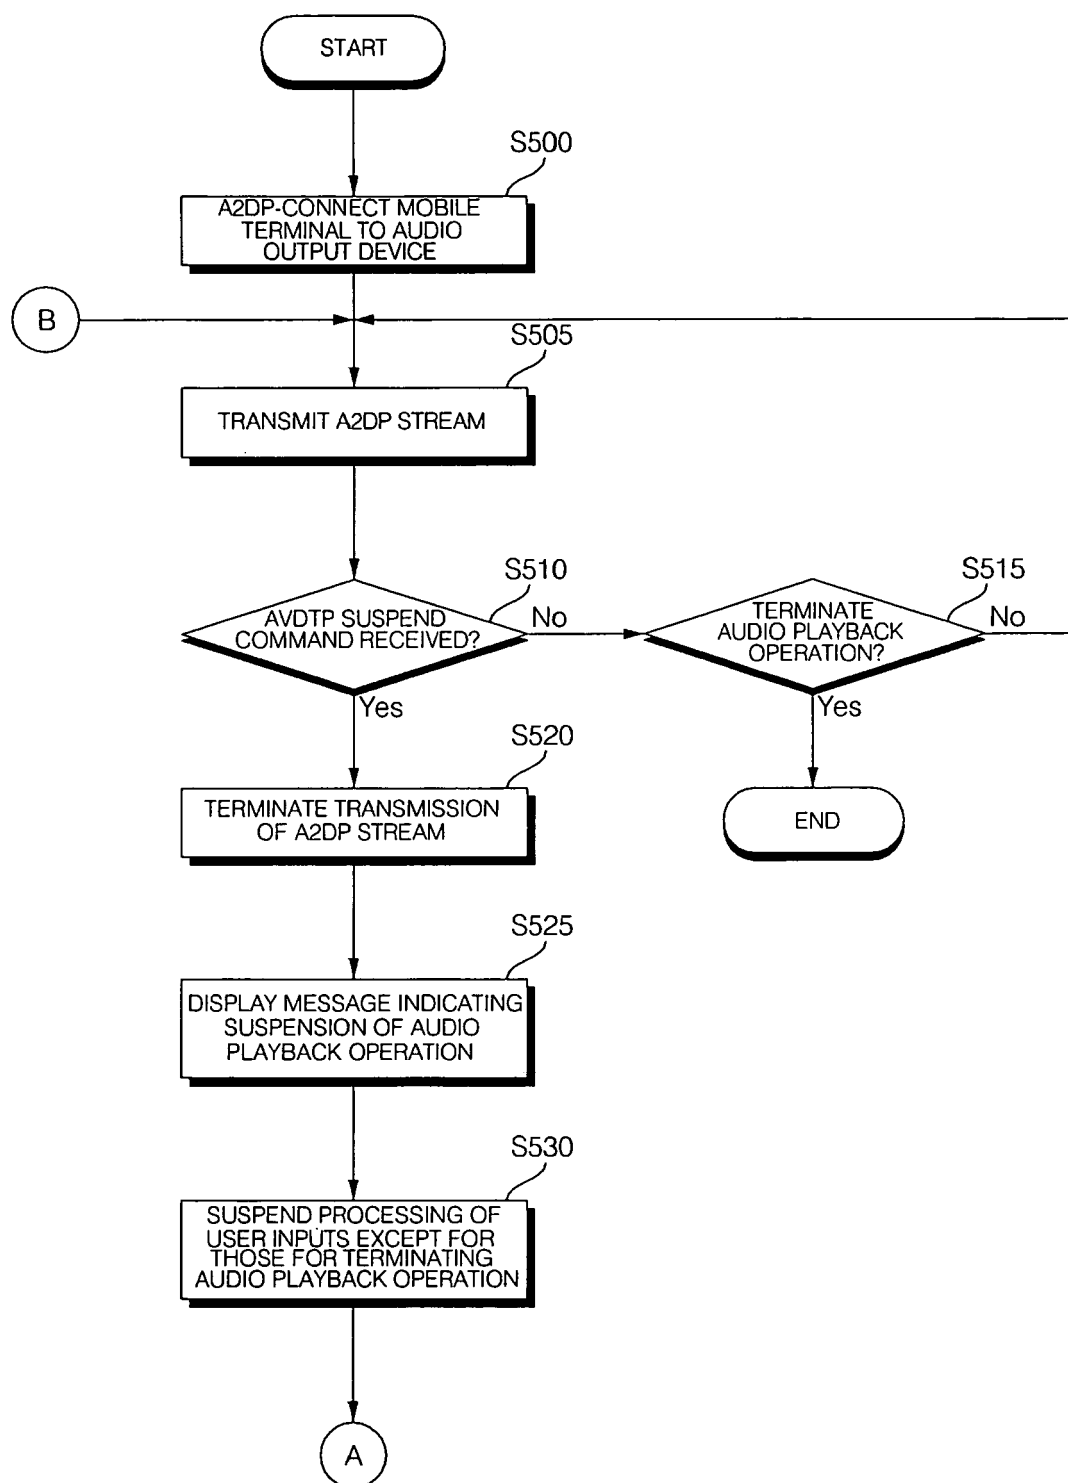 START
S500
A2DP-CONNECT MOBILE
TERMINAL TO AUDIO
OUTPUT DEVICE
B
S505
TRANSMIT A2DP STREAM
S510
AVDTP SUSPEND
COMMAND RECEIVED?
No
S515
TERMINATE
AUDIO PLAYBACK
OPERATION?
No
Yes
Yes
S520
TERMINATE TRANSMISSION
OF A2DP STREAM
END
S525
DISPLAY MESSAGE INDICATING
SUSPENSION OF AUDIO
PLAYBACK OPERATION
S530
SUSPEND PROCESSING OF
USER INPUTS EXCEPT FOR
THOSE FOR TERMINATING
AUDIO PLAYBACK OPERATION
A